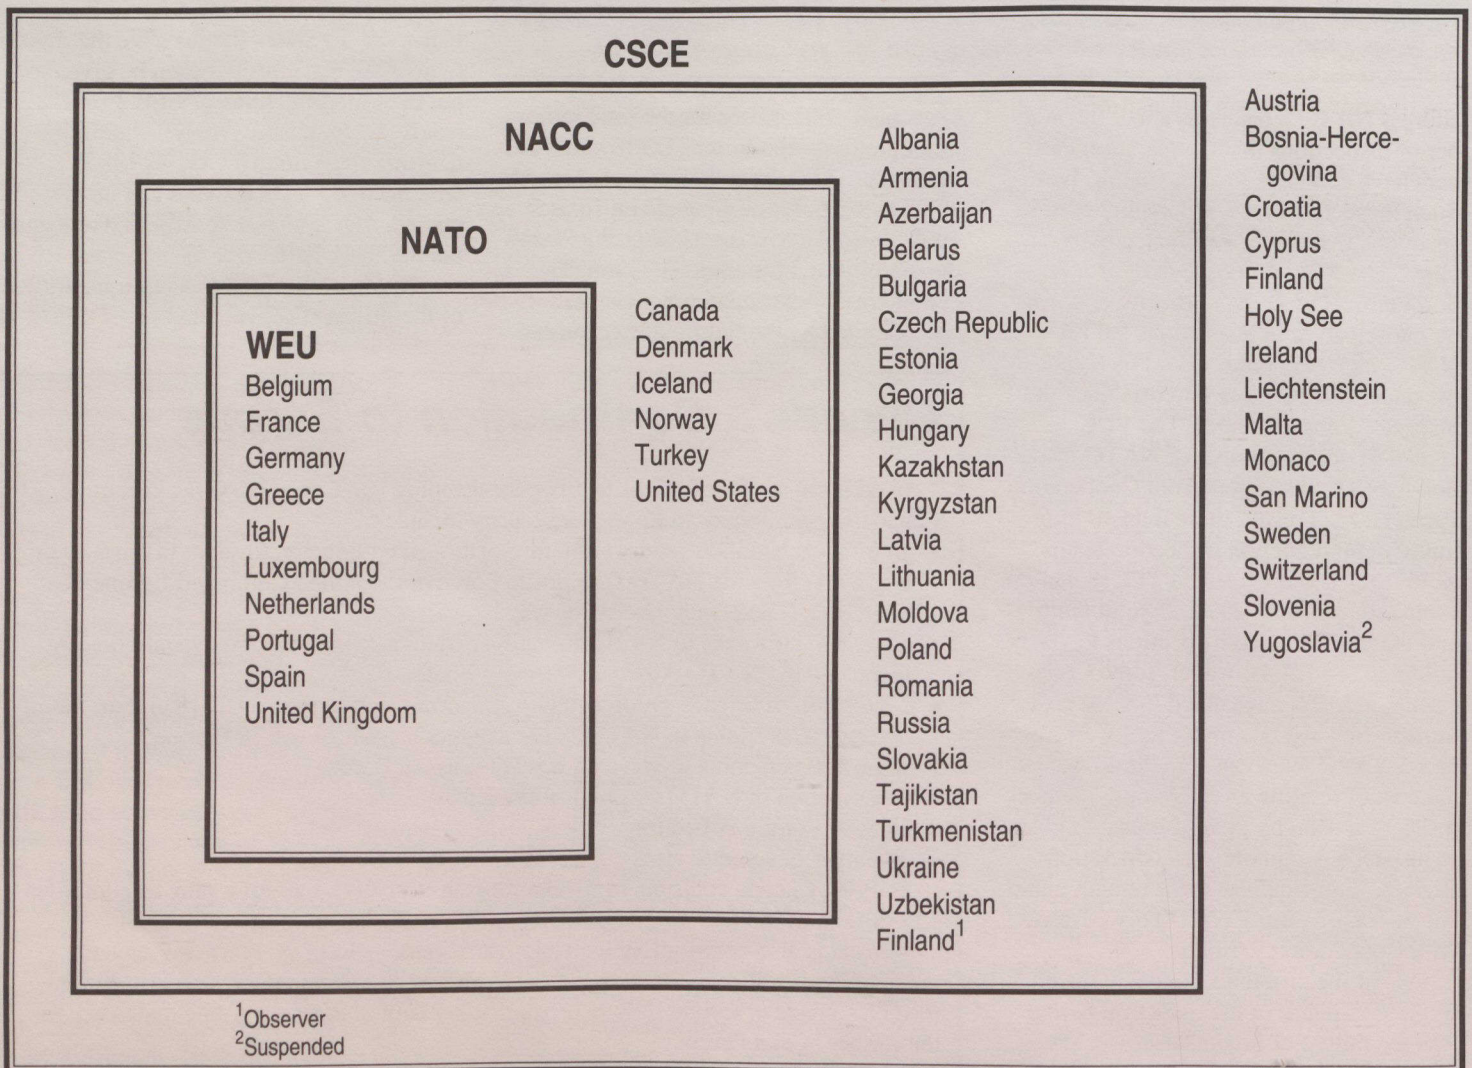 CSCE
NACC
NATO
WEU
Belgium
France
Germany
Greece
Italy
Luxembourg
Netherlands
Portugal
Spain
United Kingdom
Canada
Denmark
Iceland
Norway
Turkey
United States
Albania
Armenia
Azerbaijan
Belarus
Bulgaria
Czech Republic
Estonia
Georgia
Hungary
Kazakhstan
Kyrgyzstan
Latvia
Lithuania
Moldova
Poland
Romania
Russia
Slovakia
Tajikistan
Turkmenistan
Ukraine
Uzbekistan
Finland¹
Austria
Bosnia-Herce-
govina
Croatia
Cyprus
Finland
Holy See
Ireland
Liechtenstein
Malta
Monaco
San Marino
Sweden
Switzerland
Slovenia
Yugoslavia²
¹Observer
²Suspended